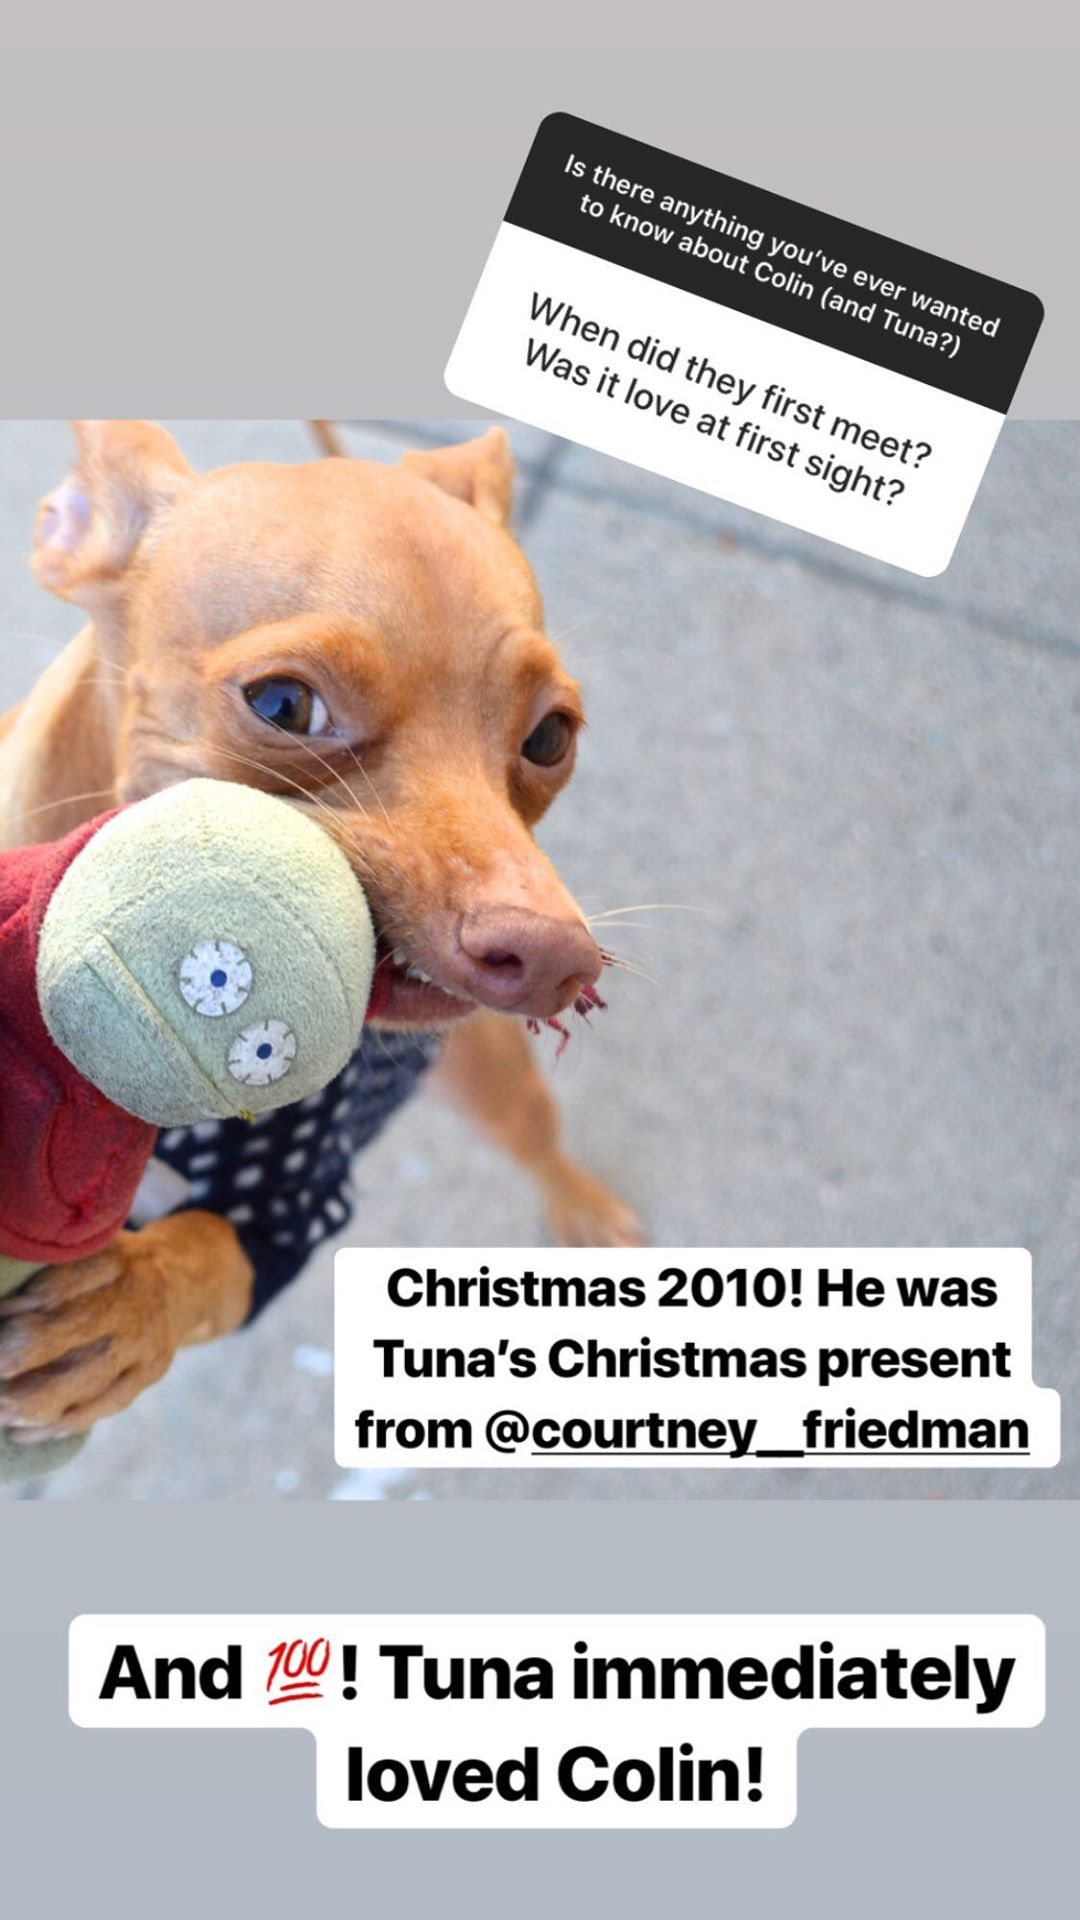 Is there anything you’ve ever wanted
to know about Colin (and Tuna?)
When did they first meet?
Was it love at first sight?
Christmas 2010! He was
Tuna’s Christmas present
from @courtney__friedman
And 💯! Tuna immediately
loved Colin!